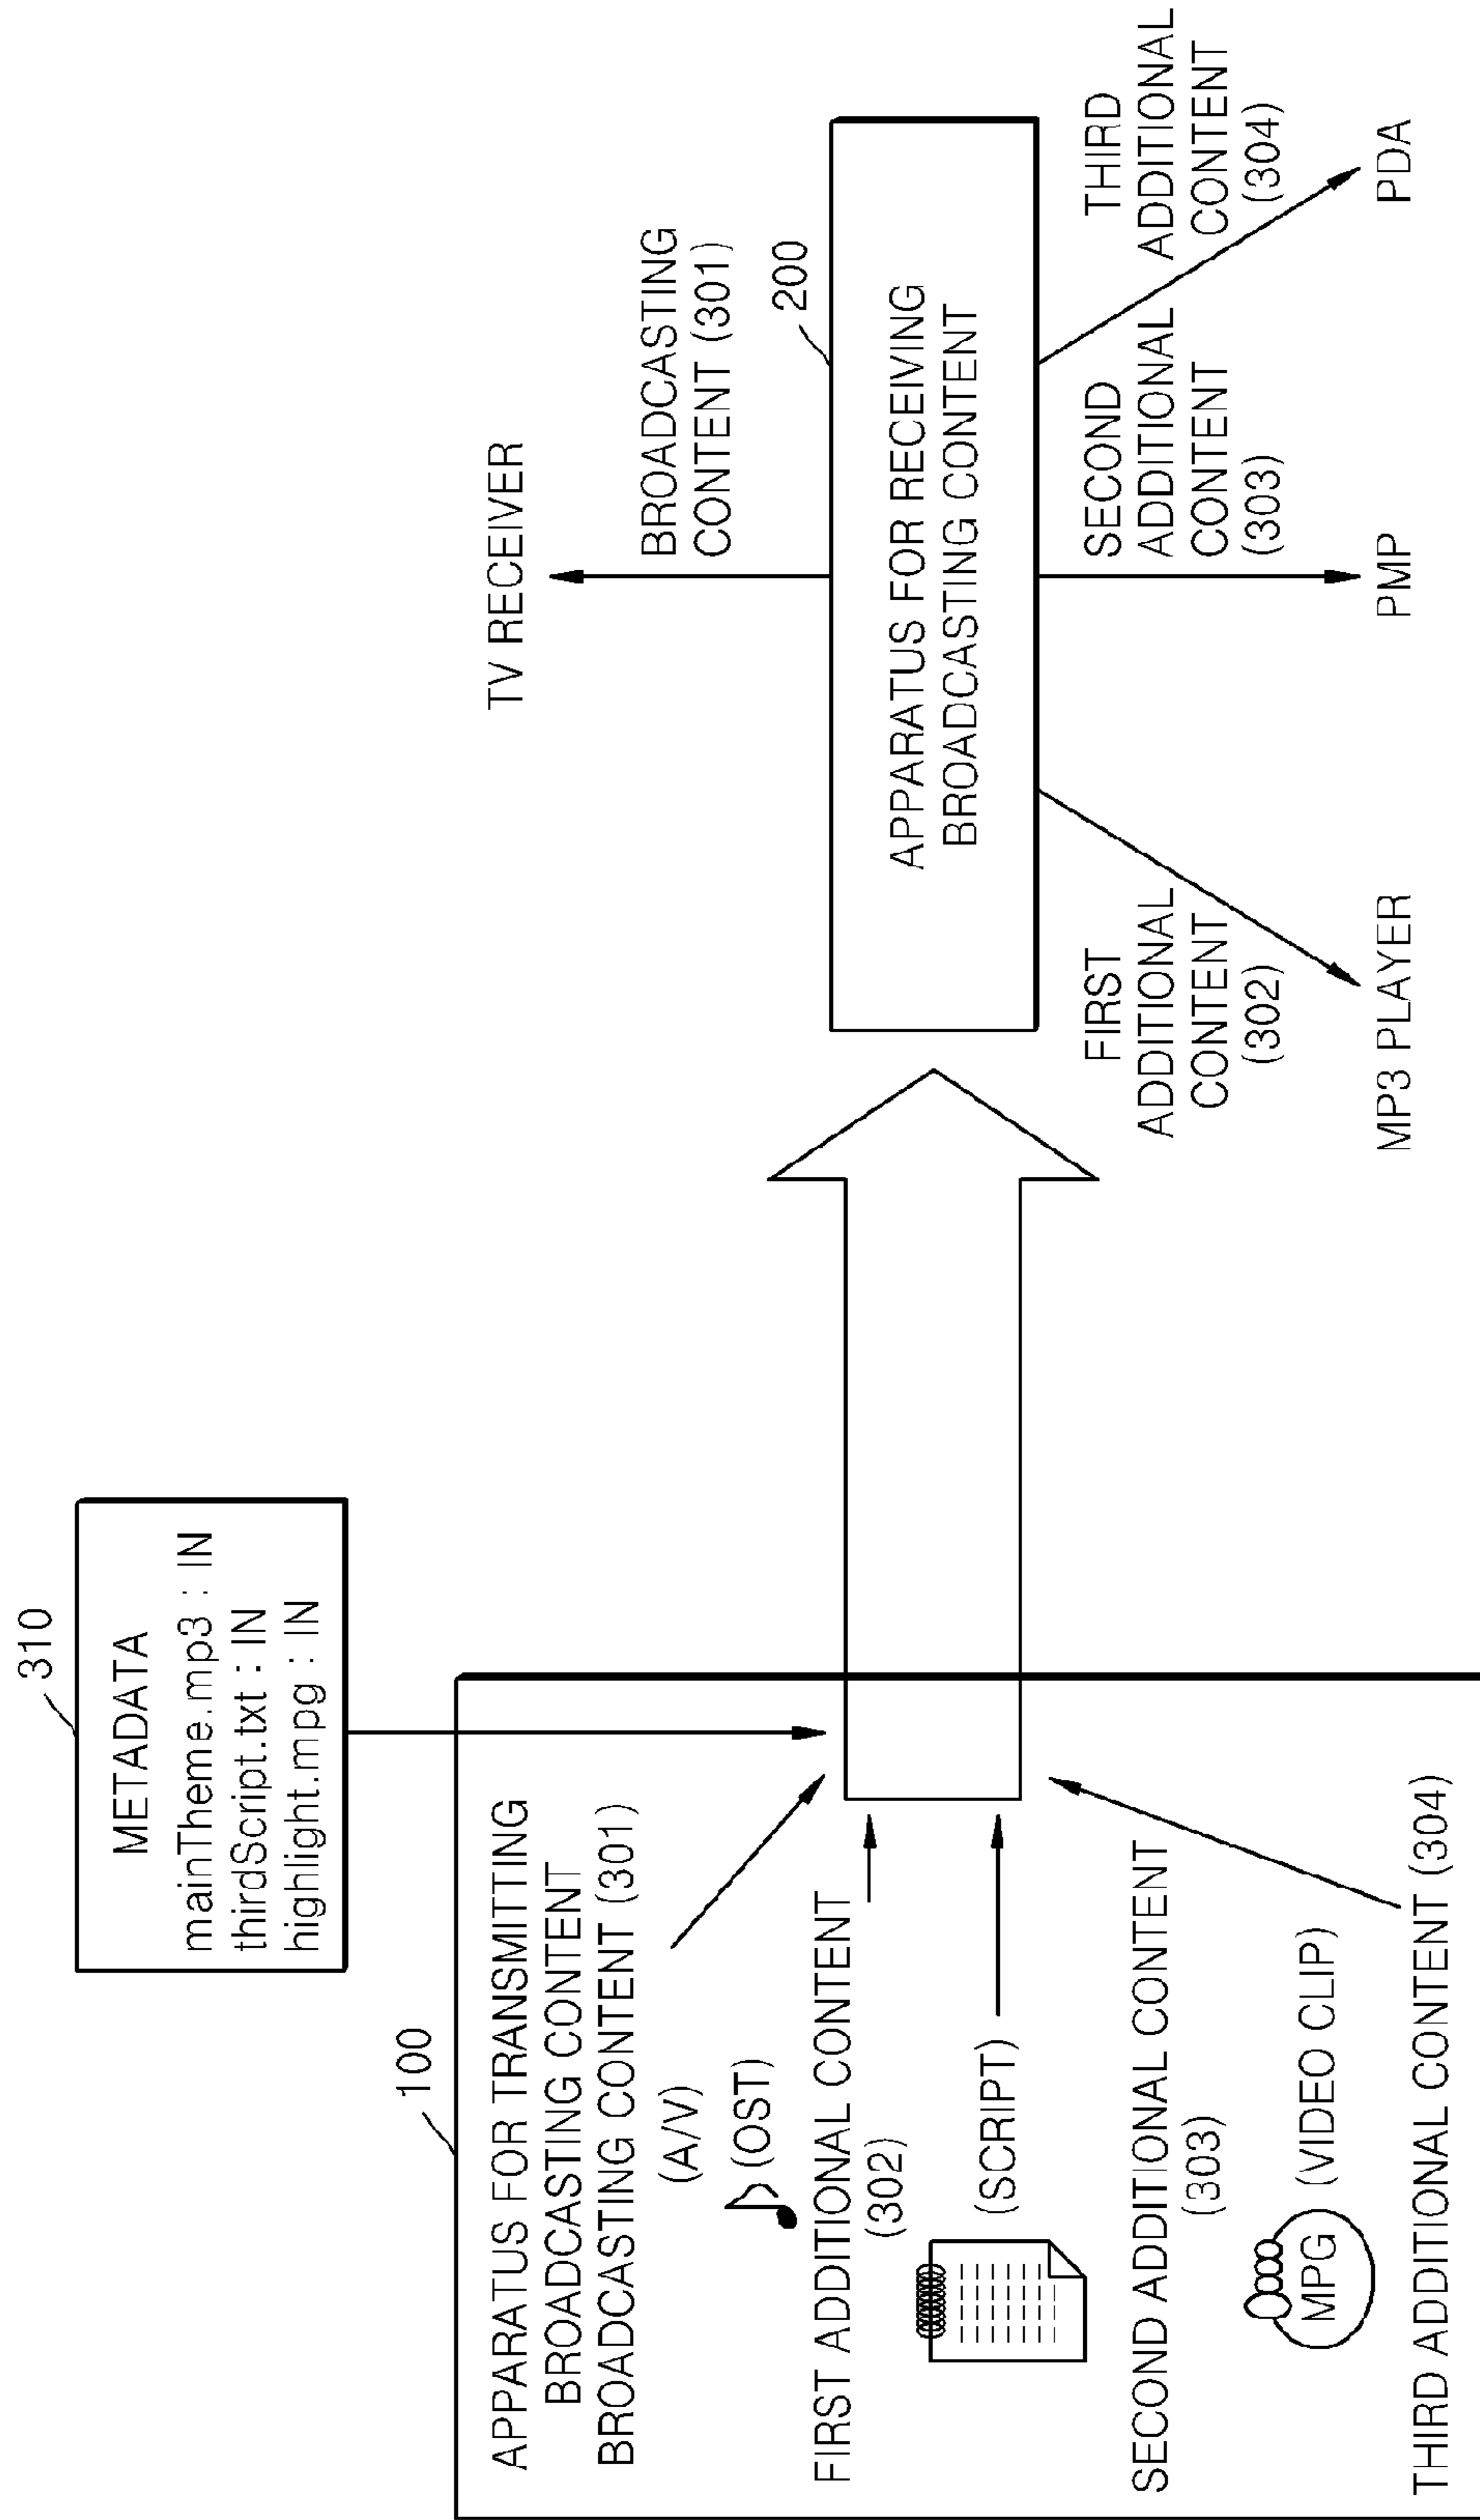 310
METADATA
mainTheme.mp3 : IN
thirdScript.txt : IN
highlight.mpg : IN
100
APPARATUS FOR TRANSMITTING
BROADCASTING CONTENT
BROADCASTING CONTENT (301)
(A/V)
(OST)
FIRST ADDITIONAL CONTENT
(302)
(SCRIPT)
SECOND ADDITIONAL CONTENT
(303)
MPG
(VIDEO CLIP)
THIRD ADDITIONAL CONTENT (304)
TV RECEIVER
BROADCASTING
CONTENT (301)
200
APPARATUS FOR RECEIVING
BROADCASTING CONTENT
FIRST
ADDITIONAL
CONTENT
(302)
SECOND
ADDITIONAL
CONTENT
(303)
THIRD
ADDITIONAL
CONTENT
(304)
MP3 PLAYER
PMP
PDA